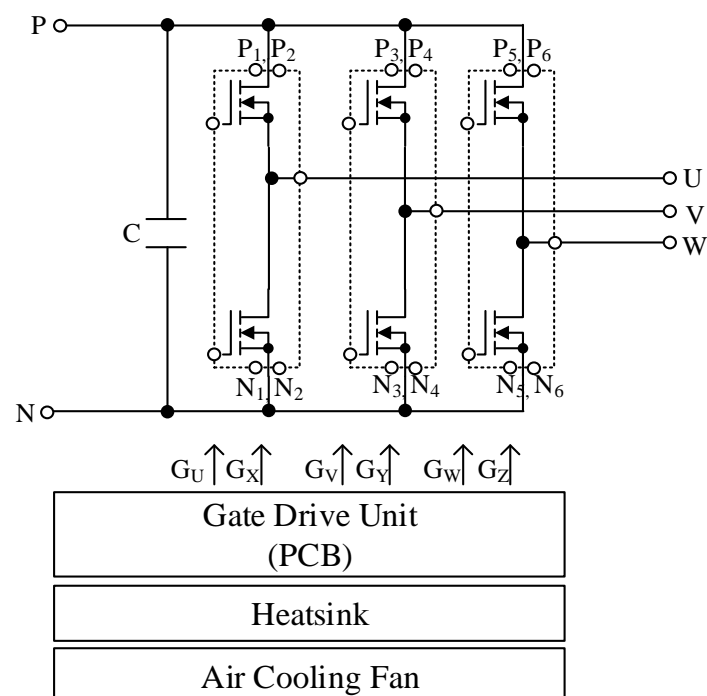 P
P1, P2
P3, P4
P5, P6
U
C
V
W
N1, N2
N3, N4
N5, N6
N
GU GX GV GY GW GZ
Gate Drive Unit
(PCB)
Heatsink
Air Cooling Fan